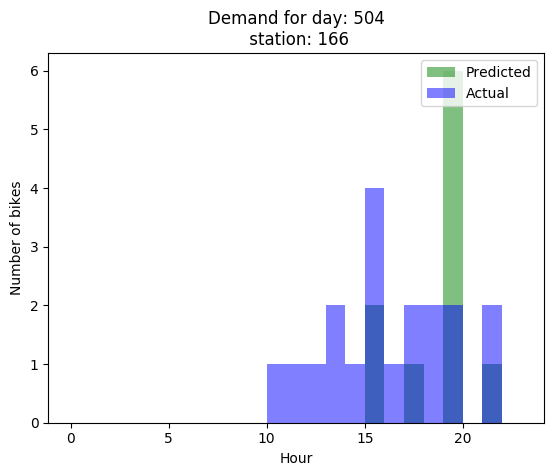 Demand for day: 504
station: 166
Predicted
Actual
Number of bikes
6
5
4
3
2
1
0
0 5 10 15 20
Hour